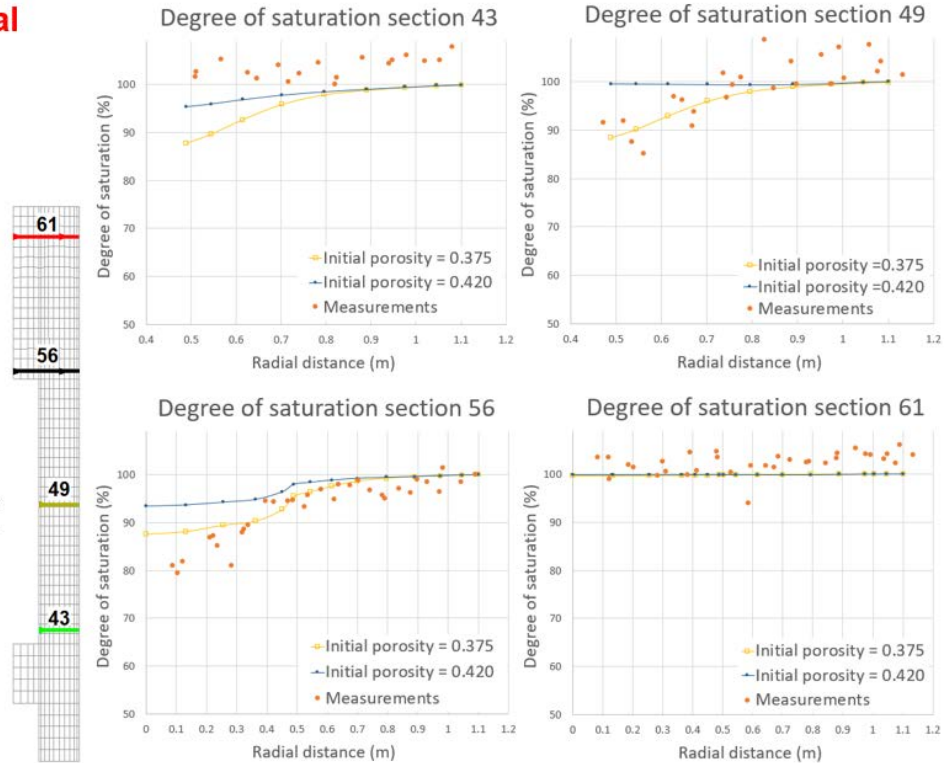 al
61
56
49
43
Degree of saturation section 43
Degree of saturation (%)
100
90
80
70
60
50
0.4 0.5 0.6 0.7 0.8 0.9 1 1.1 1.2
Radial distance (m)
Initial porosity = 0.375
Initial porosity = 0.420
Measurements
Degree of saturation section 49
Degree of saturation (%)
100
90
80
70
60
50
0.4 0.5 0.6 0.7 0.8 0.9 1 1.1 1.2
Radial distance (m)
Initial porosity =0.375
Initial porosity =0.420
Measurements
Degree of saturation section 56
Degree of saturation (%)
100
90
80
70
60
50
0 0.1 0.2 0.3 0.4 0.5 0.6 0.7 0.8 0.9 1 1.1 1.2
Radial distance (m)
Initial porosity = 0.375
Initial porosity = 0.420
Measurements
Degree of saturation section 61
Degree of saturation (%)
100
90
80
70
60
50
0 0.1 0.2 0.3 0.4 0.5 0.6 0.7 0.8 0.9 1 1.1 1.2
Radial distance (m)
Initial porosity = 0.375
Initial porosity = 0.420
Measurements